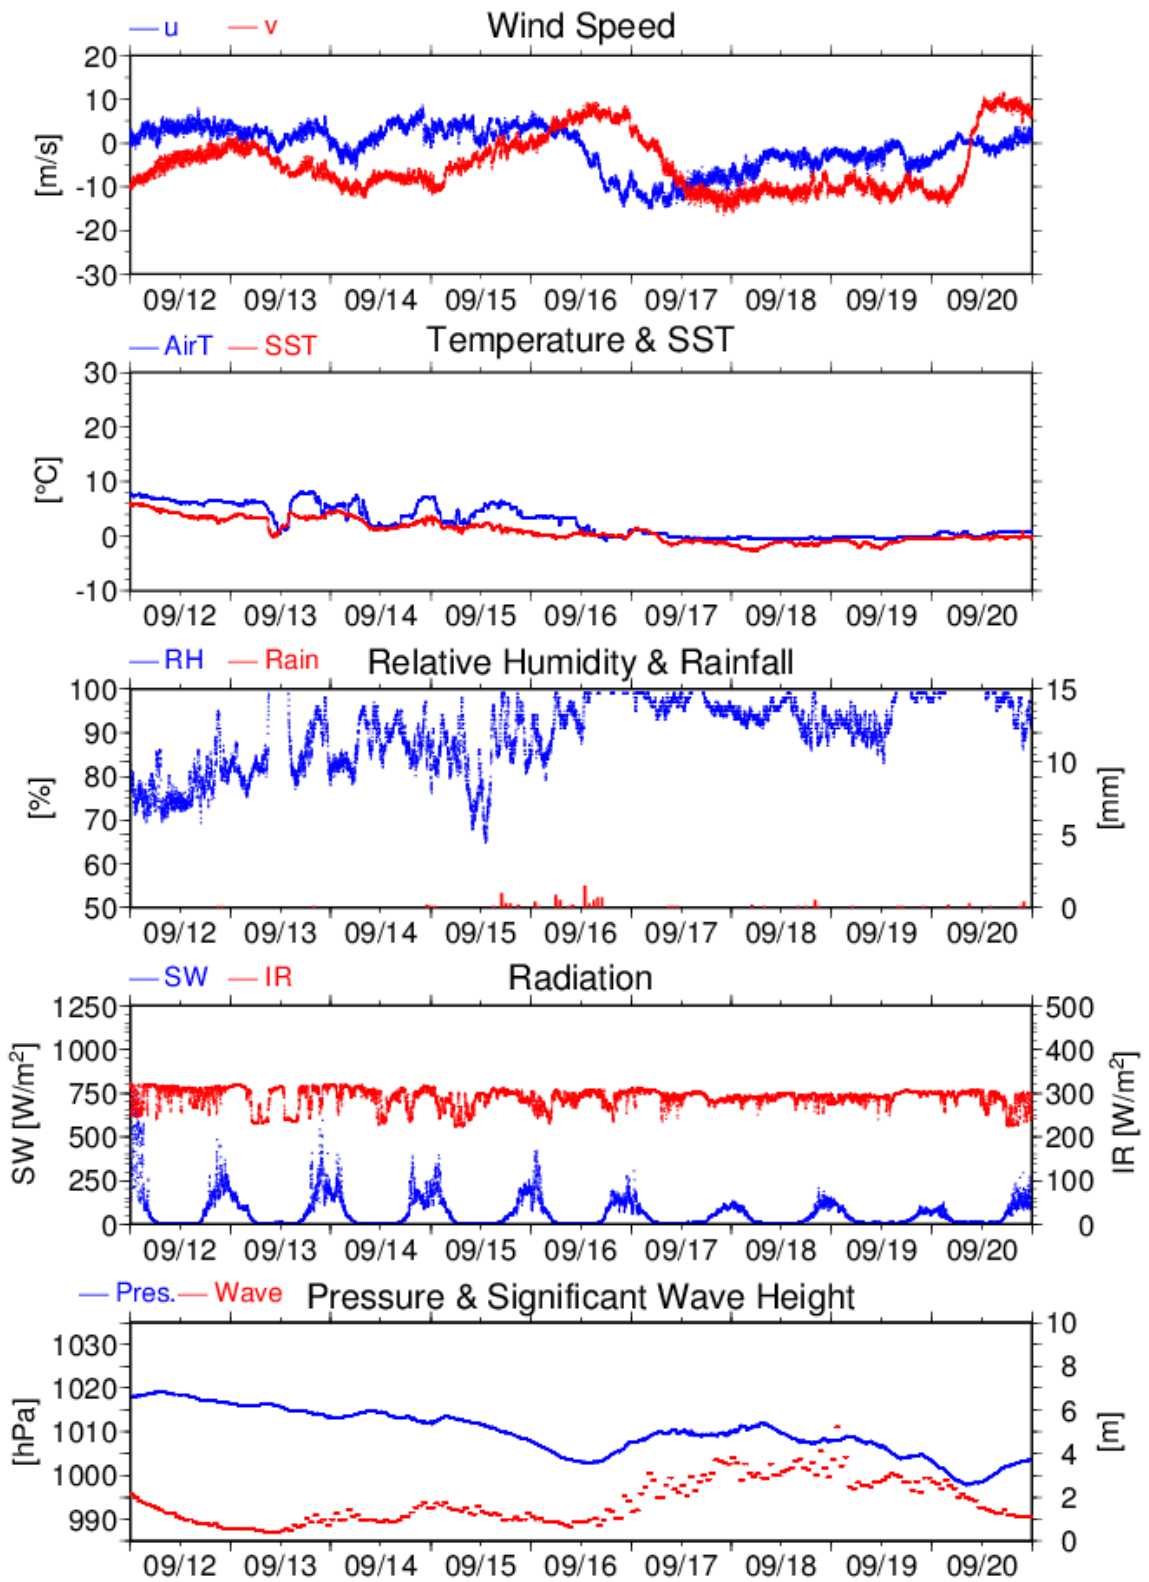 u v Wind Speed
20
10
0
-10
-20
-30
[m/s]
09/12 09/13 09/14 09/15 09/16 09/17 09/18 09/19 09/20
AirT SST Temperature & SST
30
20
10
0
-10
[°C]
09/12 09/13 09/14 09/15 09/16 09/17 09/18 09/19 09/20
RH Rain Relative Humidity & Rainfall
100 15
90
80 10
70
5
60
50 0
[%] [mm]
09/12 09/13 09/14 09/15 09/16 09/17 09/18 09/19 09/20
SW IR Radiation
1250 500
1000 400
750 300
500 200
250 100
0 0
SW [W/m²] IR [W/m²]
09/12 09/13 09/14 09/15 09/16 09/17 09/18 09/19 09/20
Pres. Wave Pressure & Significant Wave Height
10
1030
8
1020
6
1010
4
1000
2
990
0
[hPa] [m]
09/12 09/13 09/14 09/15 09/16 09/17 09/18 09/19 09/20